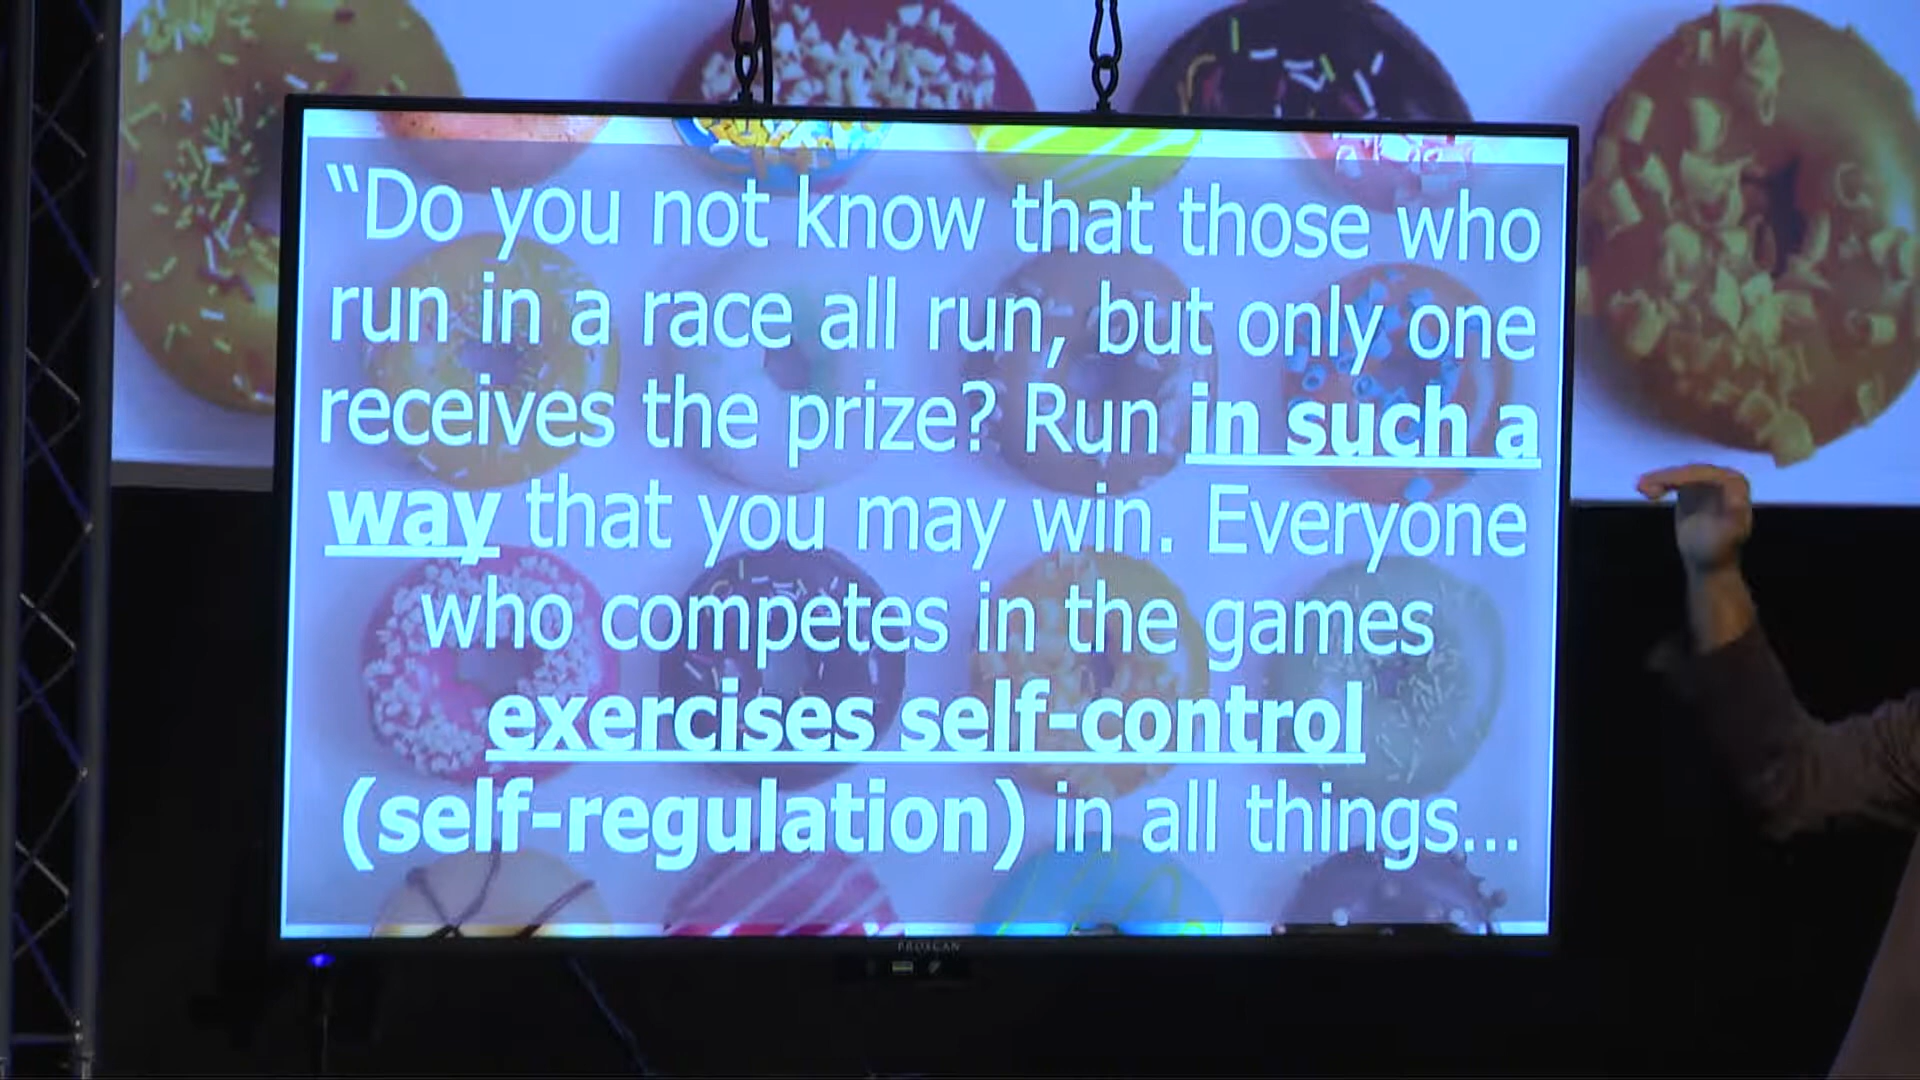 “Do you not know that those who
run in a race all run, but only one
receives the prize? Run in such a
way that you may win. Everyone
who competes in the games
exercises self-control
(self-regulation) in all things...
PROSCAN